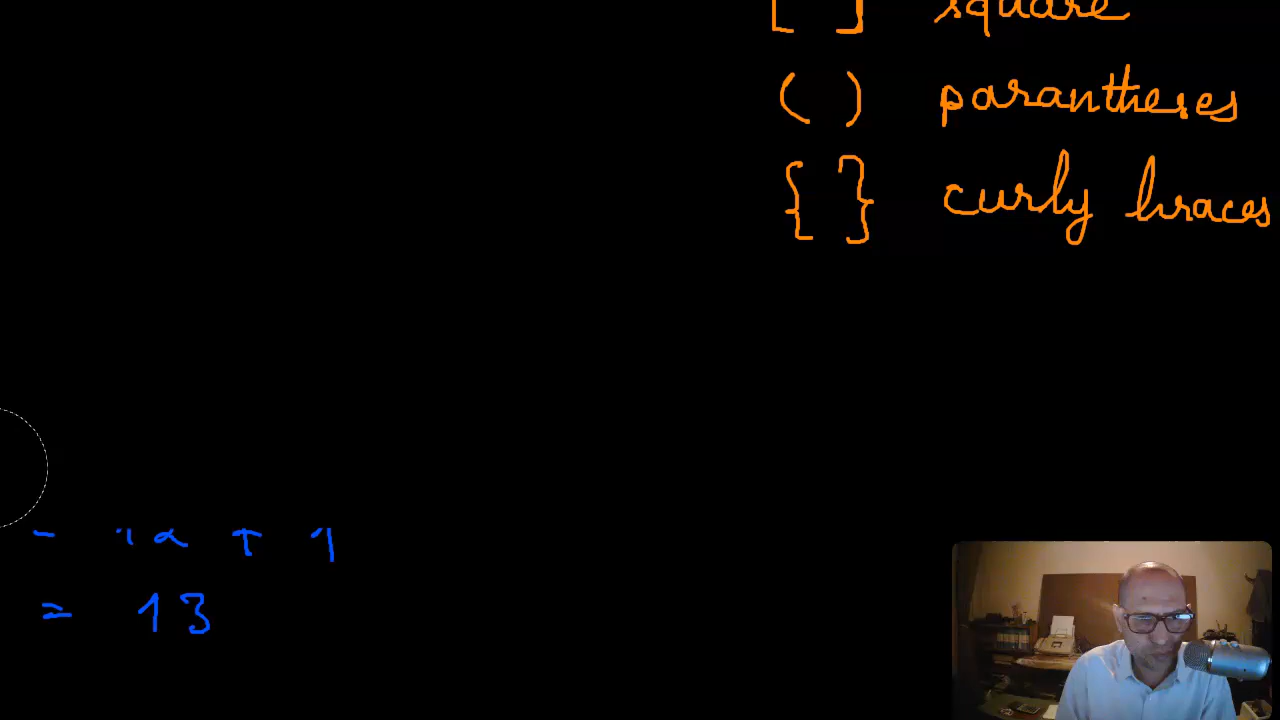 [ ] square
( ) parantheses
{ } curly braces
= 13